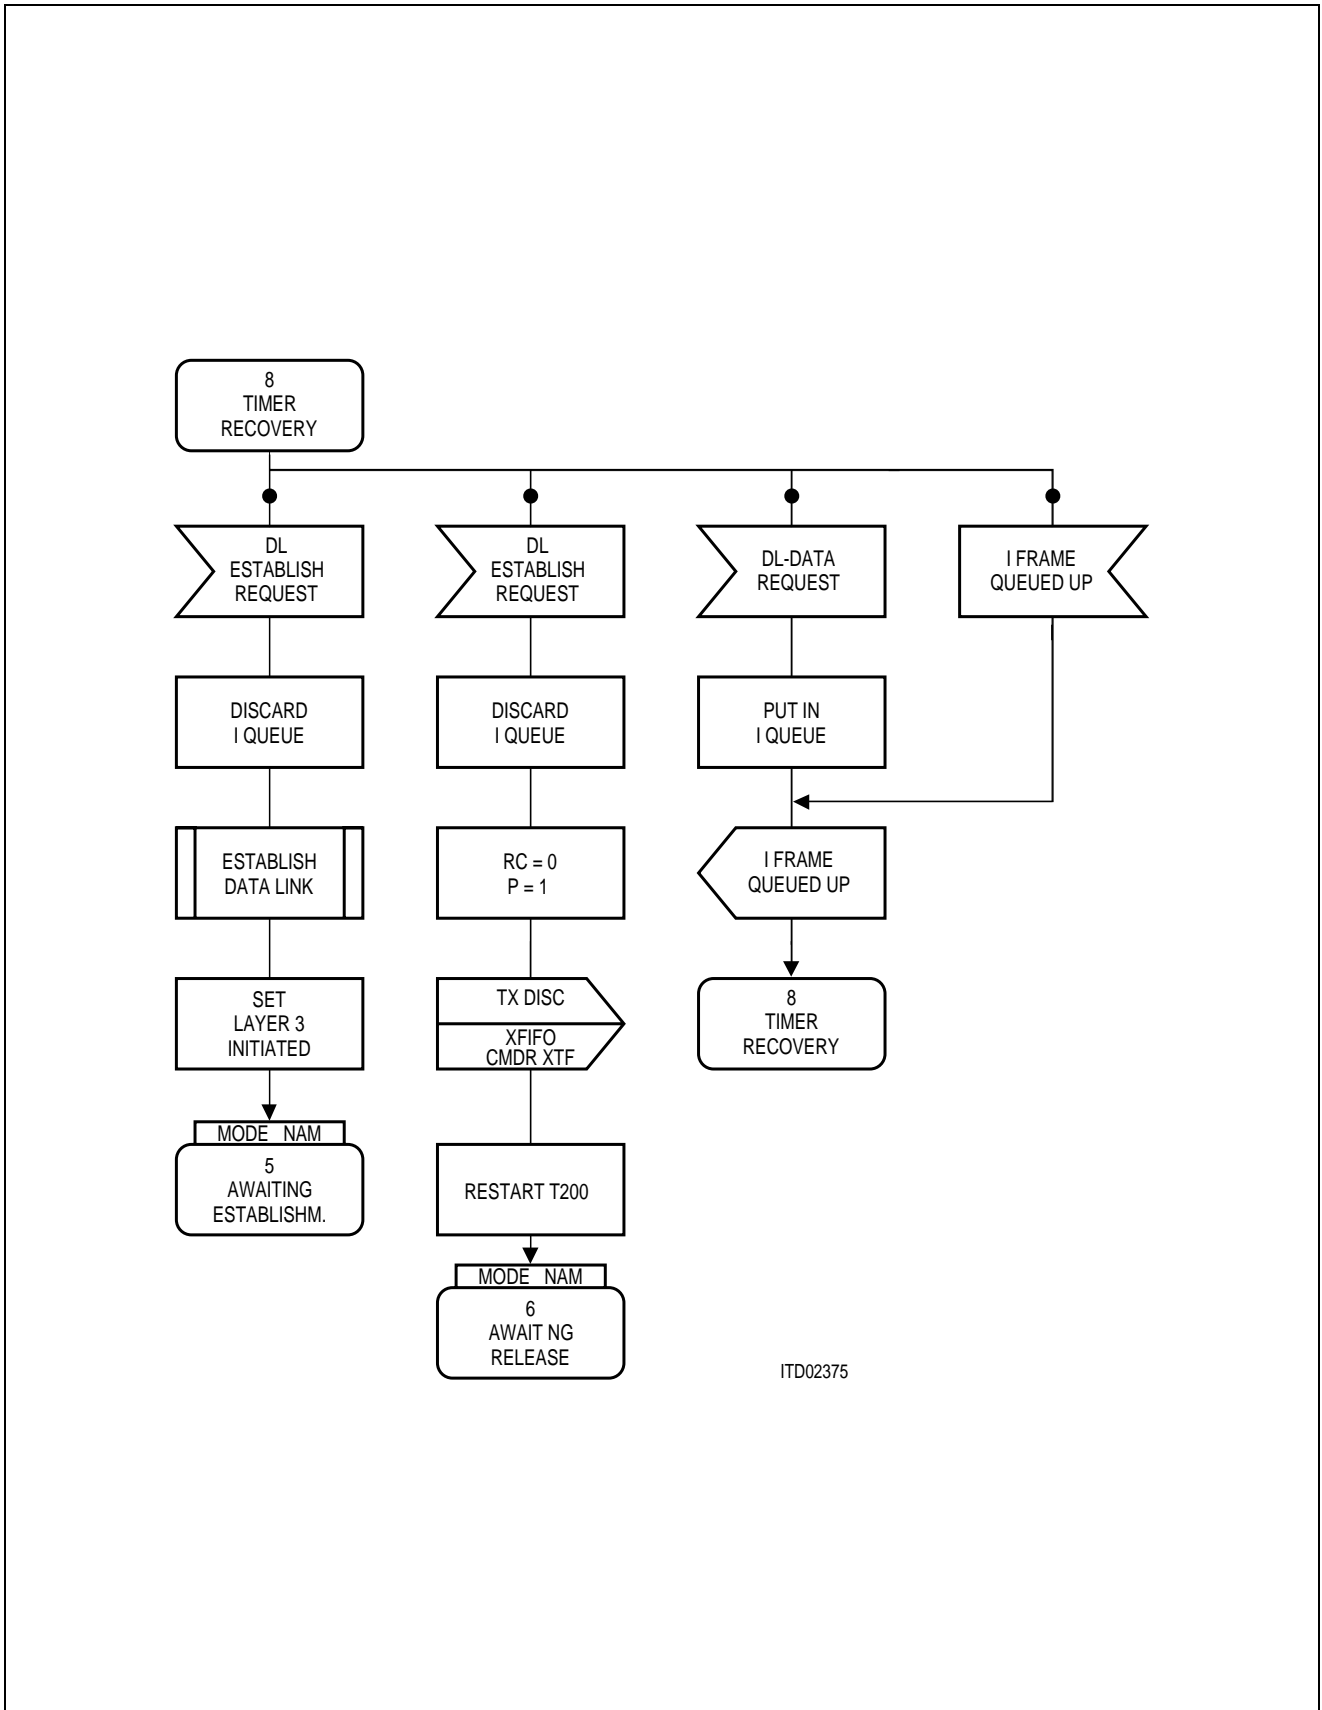 8
TIMER
RECOVERY
DL
ESTABLISH
REQUEST
DISCARD
I QUEUE
ESTABLISH
DATA LINK
SET
LAYER 3
INITIATED
MODE NAM
5
AWAITING
ESTABLISHM.
DL
ESTABLISH
REQUEST
DISCARD
I QUEUE
RC = 0
P = 1
TX DISC
XFIFO
CMDR XTF
RESTART T200
MODE NAM
6
AWAIT NG
RELEASE
DL-DATA
REQUEST
PUT IN
I QUEUE
I FRAME
QUEUED UP
8
TIMER
RECOVERY
I FRAME
QUEUED UP
ITD02375